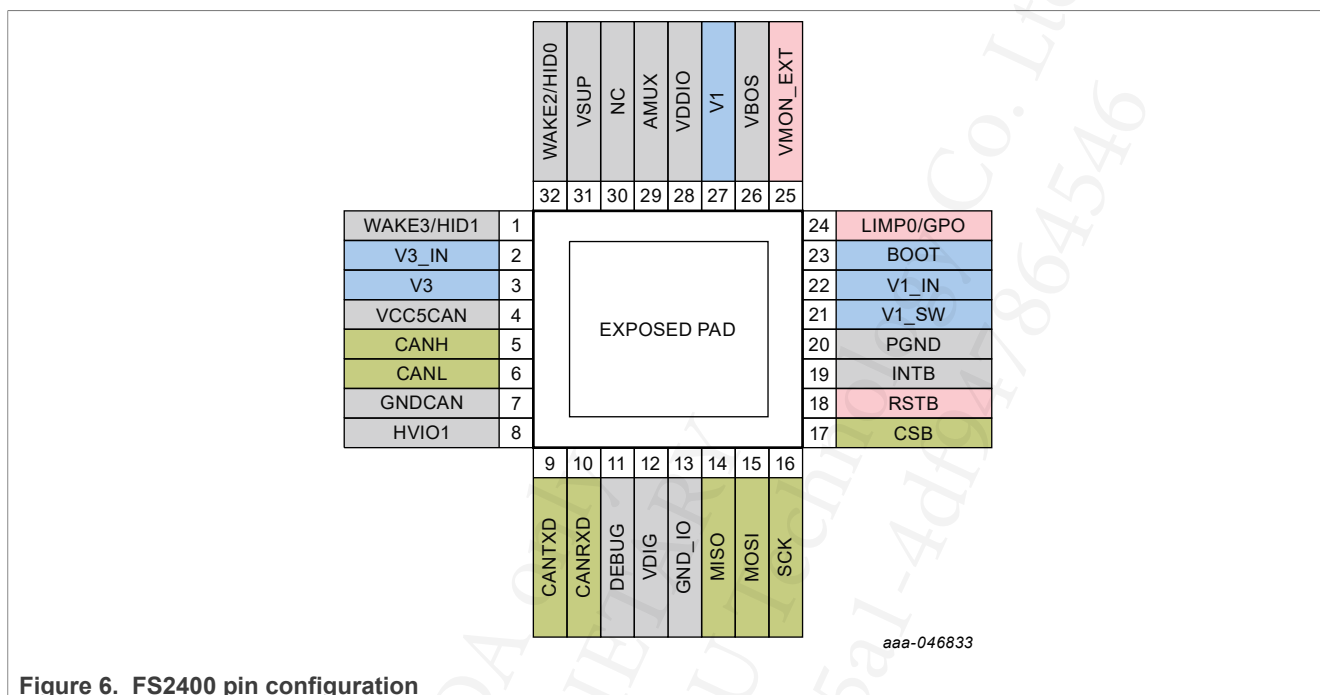 WAKE2/HID0
VSUP
NC
AMUX
VDDIO
V1
VBOS
VMON_EXT
32 31 30 29 28 27 26 25
WAKE3/HID1 1
V3_IN 2
V3 3
VCC5CAN 4
CANH 5
CANL 6
GNDCAN 7
HVIO1 8
EXPOSED PAD
24 LIMP0/GPO
23 BOOT
22 V1_IN
21 V1_SW
20 PGND
19 INTB
18 RSTB
17 CSB
9 10 11 12 13 14 15 16
CANTXD
CANRXD
DEBUG
VDIG
GND_IO
MISO
MOSI
SCK
aaa-046833
Figure 6. FS2400 pin configuration